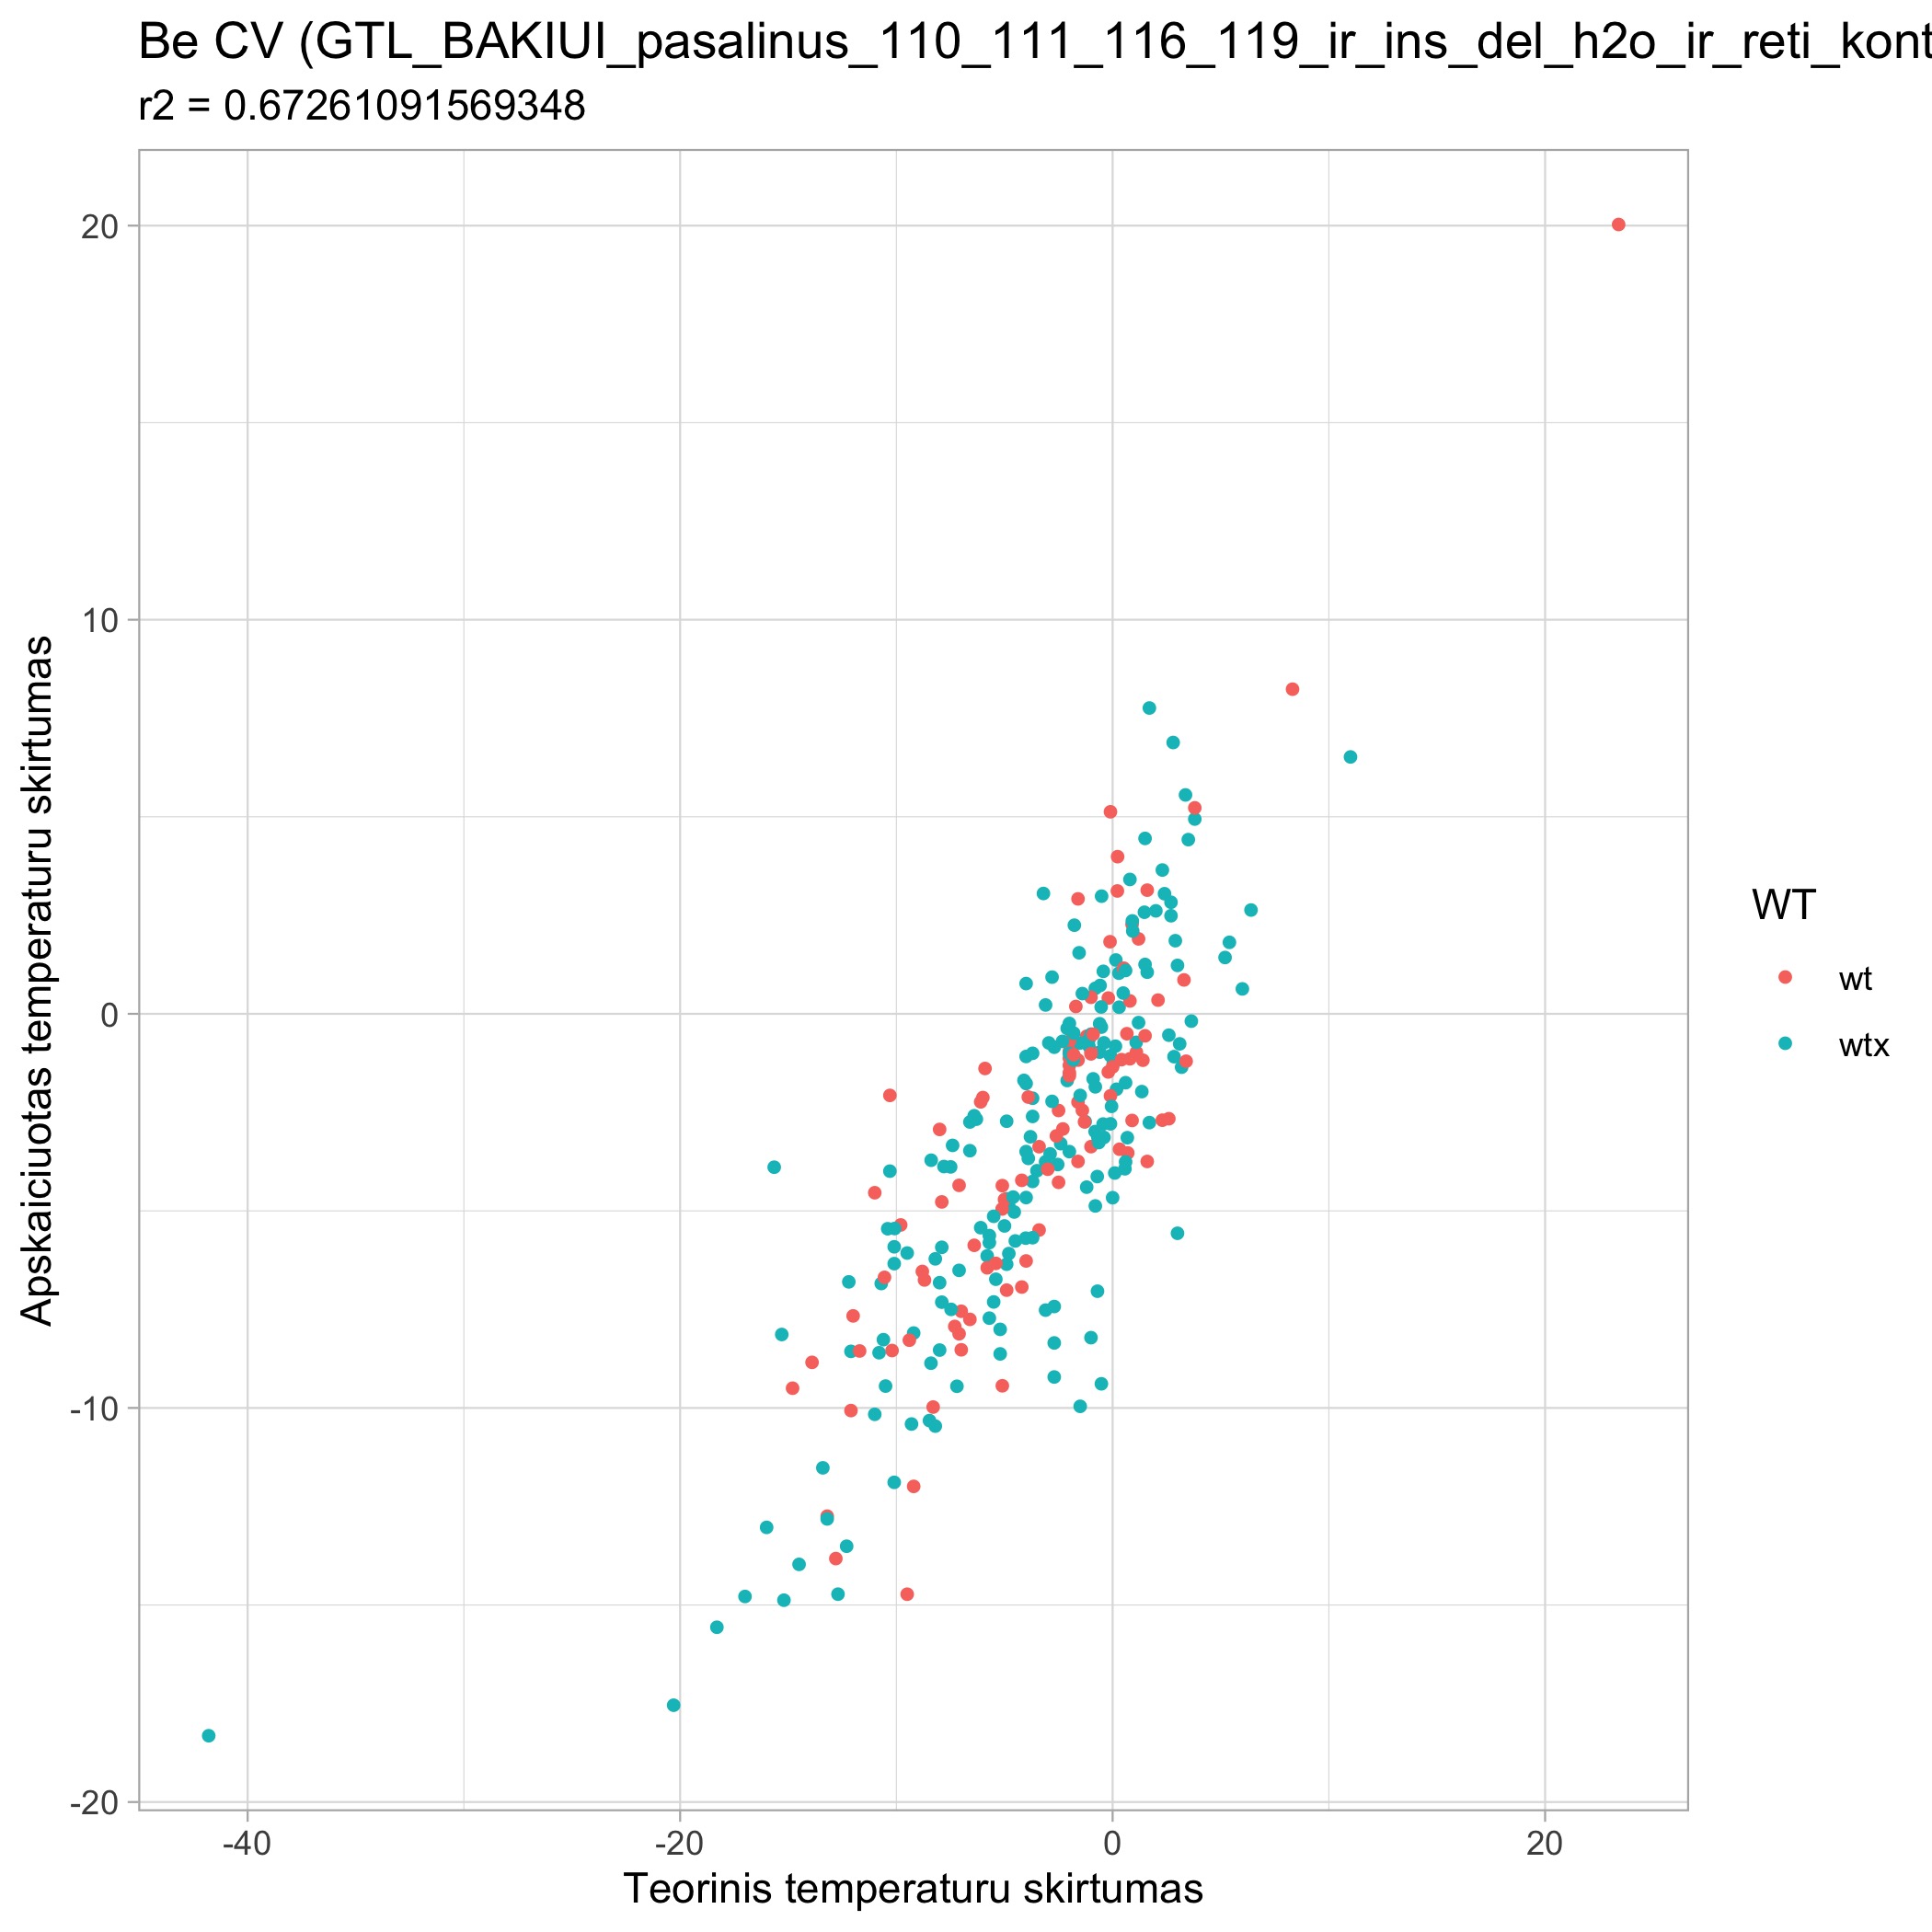 Be CV (GTL_BAKIUI_pasalinus_110_111_116_119_ir_ins_del_h2o_ir_reti_kont
r2 = 0.67261091569348
20
10
0
-10
-20
Apskaiciuotas temperaturu skirtumas
-40
-20
0
20
Teorinis temperaturu skirtumas
WT
wt
wtx